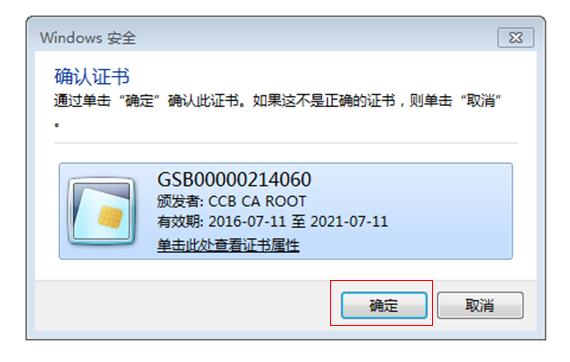 Windows 安全
确认证书
通过单击“确定”确认此证书。如果这不是正确的证书，则单击“取消”
。
GSB00000214060
颁发者: CCB CA ROOT
有效期: 2016-07-11 至 2021-07-11
单击此处查看证书属性
确定
取消